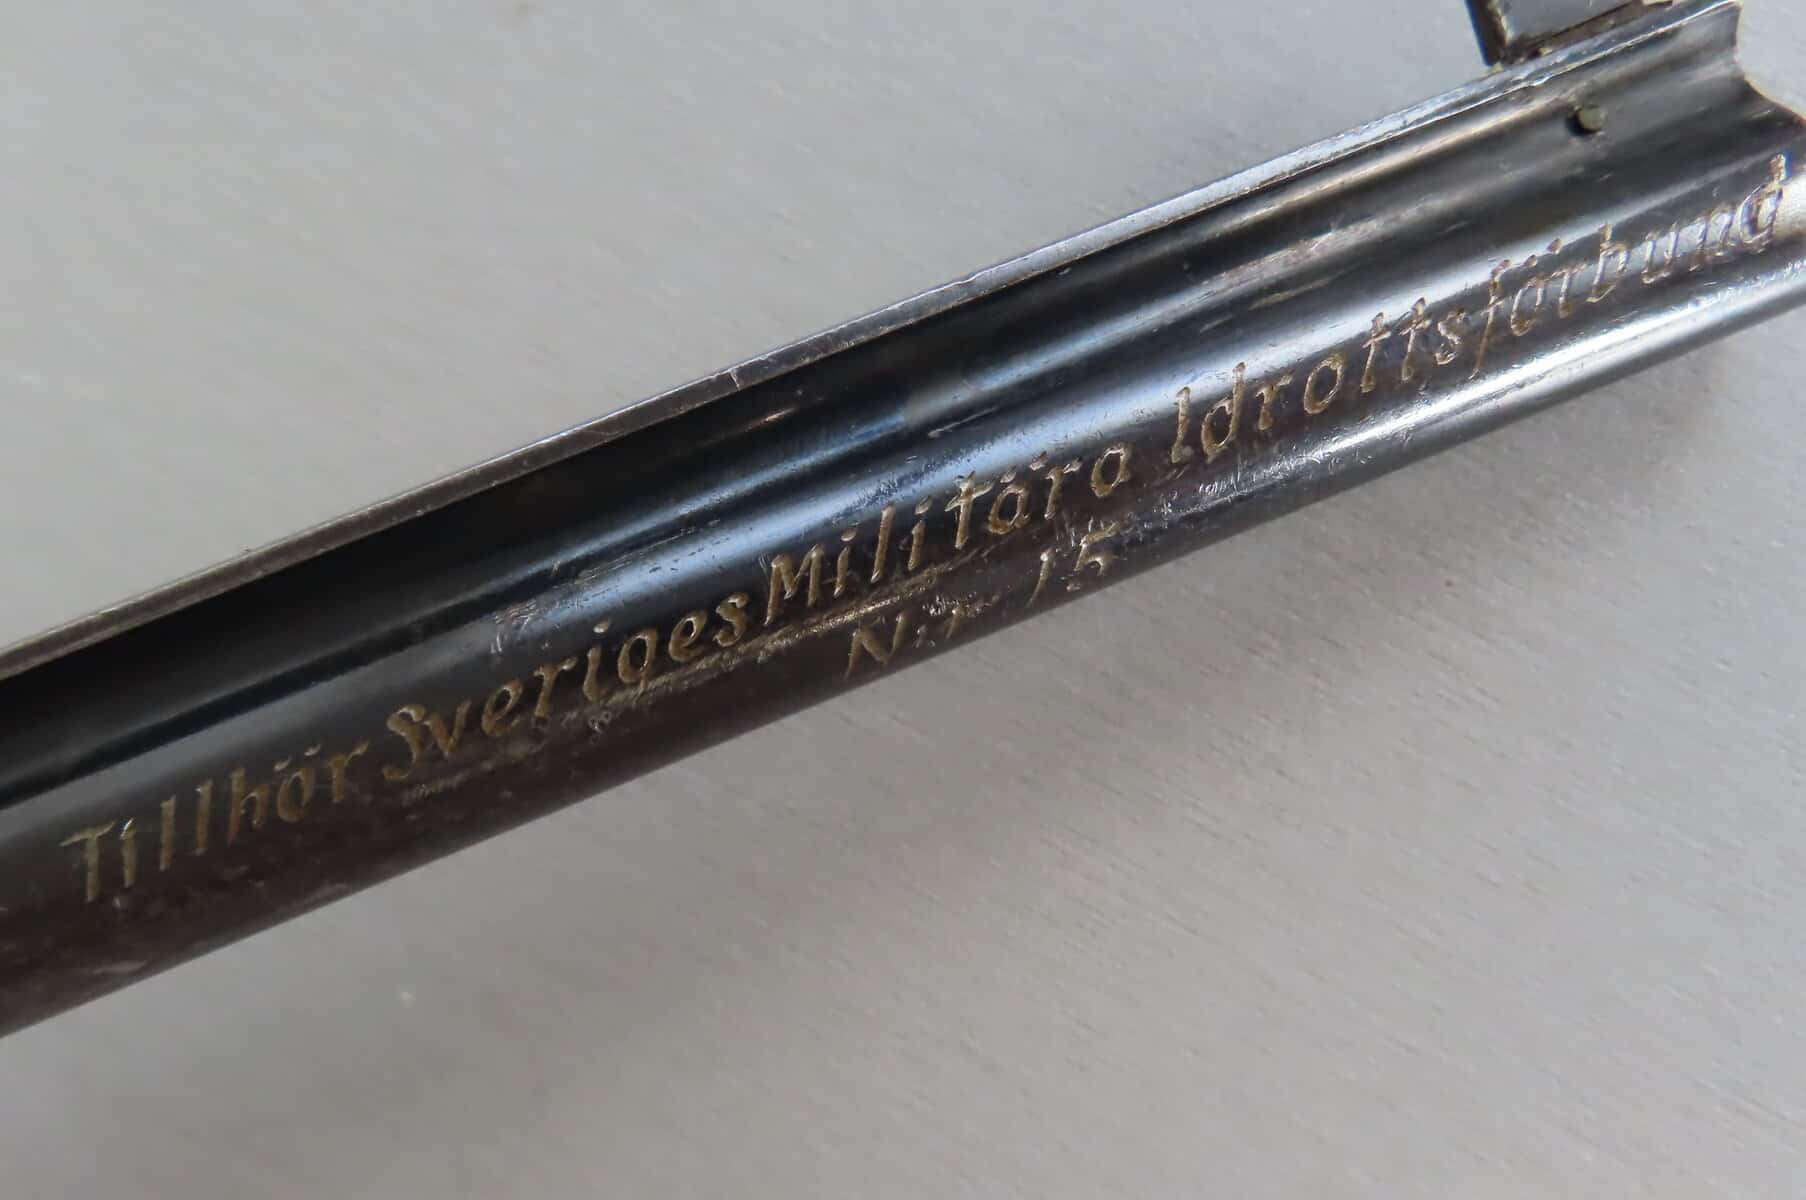 Tillhör Sveriges Militära Idrottsförbund
N:r 15